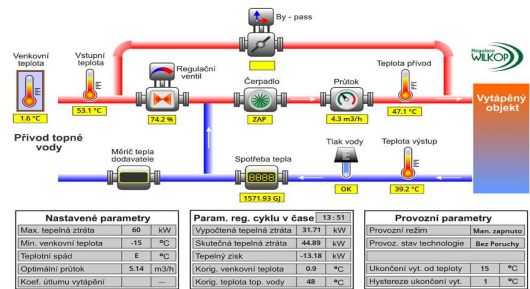 By - pass
Regulace
WILKOP
Venkovní
teplota
Vstupní
teplota
Regulační
ventil
Čerpadlo
Průtok
Teplota přívod
Vytápěný
objekt
1.6 °C
53.1 °C
74.2 %
ZAP
4.3 m3/h
47.1 °C
Přívod topné
vody
Měřič tepla
dodavatele
Spotřeba tepla
Tlak vody
Teplota výstup
8888
1571.93 GJ
OK
39.2 °C
Nastavené parametry
Max. tepelná ztráta 60 kW
Min. venkovní teplota -15 °C
Teplotní spád E °C
Optimální průtok 5.14 m3/h
Koef. útlumu vytápění --
Param. reg. cyklu v čase 13:51
Vypočtená tepelná ztráta 31.71 kW
Skutečná tepelná ztráta 44.89 kW
Tepelný zisk -13.18 kW
Korig. venkovní teplota 0.9 °C
Korig. teplota top. vody 48 °C
Provozní parametry
Provozní režim Man. zapnuto
Provoz. stav technologie Bez Poruchy
Ukončení vyt. od teploty 15 °C
Hystereze ukončení vyt. 1 °C